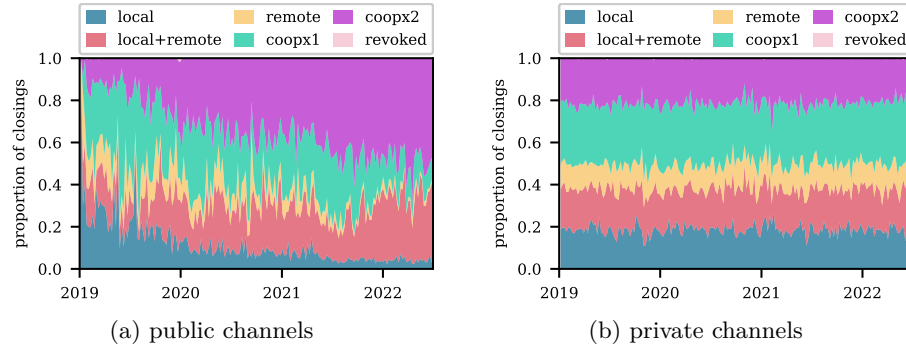 local remote coopx2
local+remote coopx1 revoked
proportion of closings
1.0
0.8
0.6
0.4
0.2
0.0
2019 2020 2021 2022
(a) public channels
local remote coopx2
local+remote coopx1 revoked
proportion of closings
1.0
0.8
0.6
0.4
0.2
0.0
2019 2020 2021 2022
(b) private channels